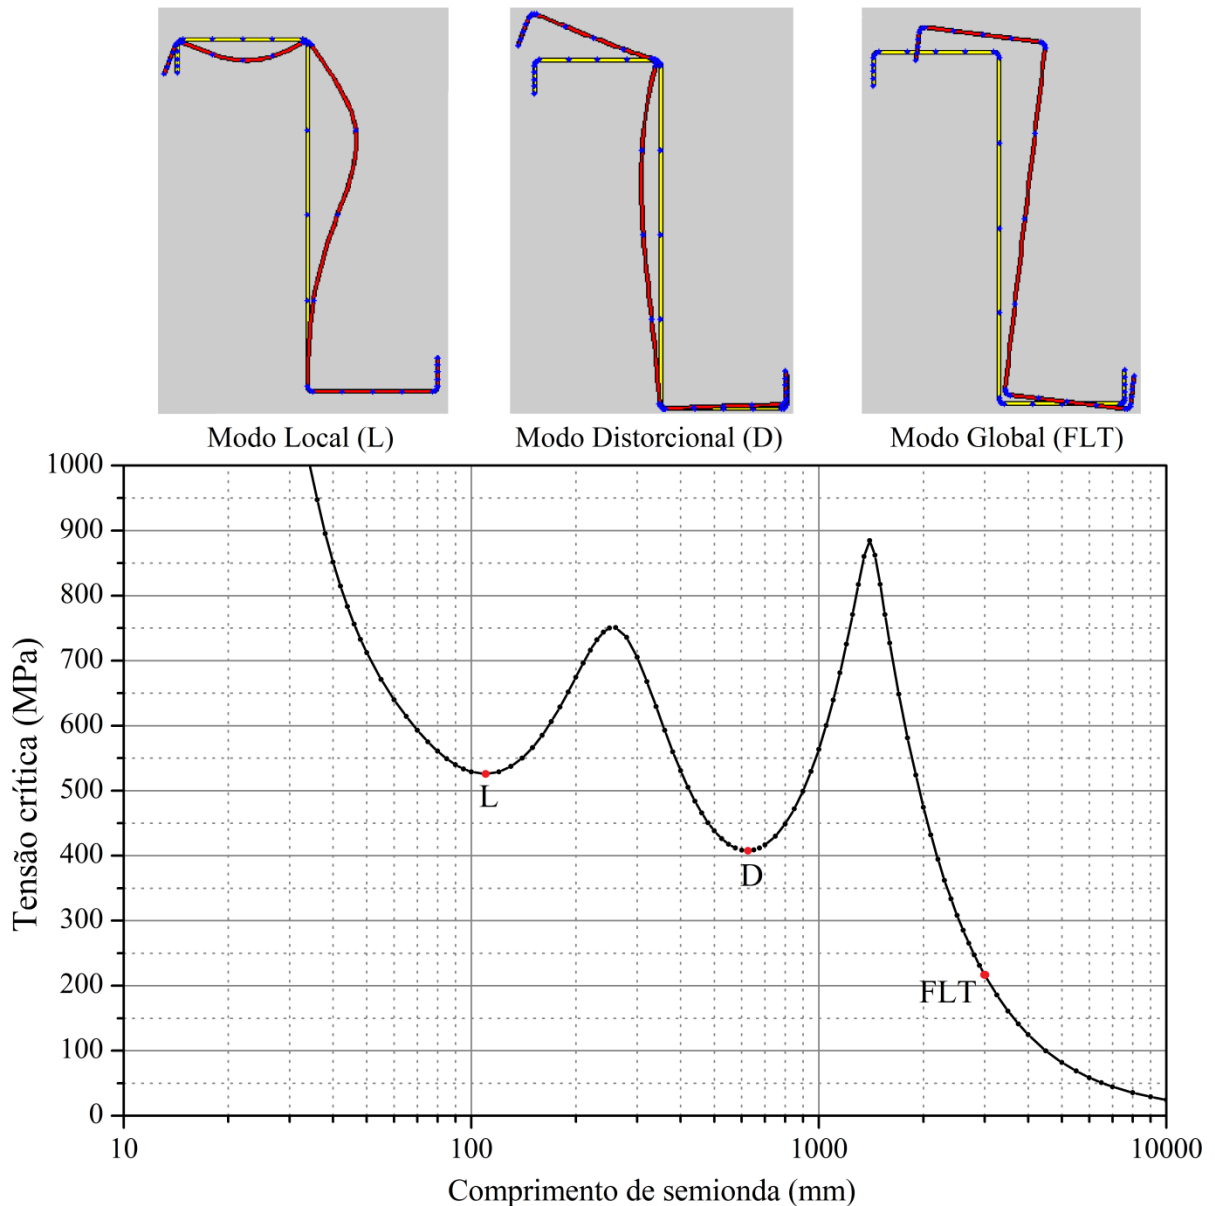 Modo Local (L) Modo Distorcional (D) Modo Global (FLT)
1000
900
800
700
600
500
400
300
200
100
0
Tensão crítica (MPa)
L
D
FLT
10 100 1000 10000
Comprimento de semionda (mm)